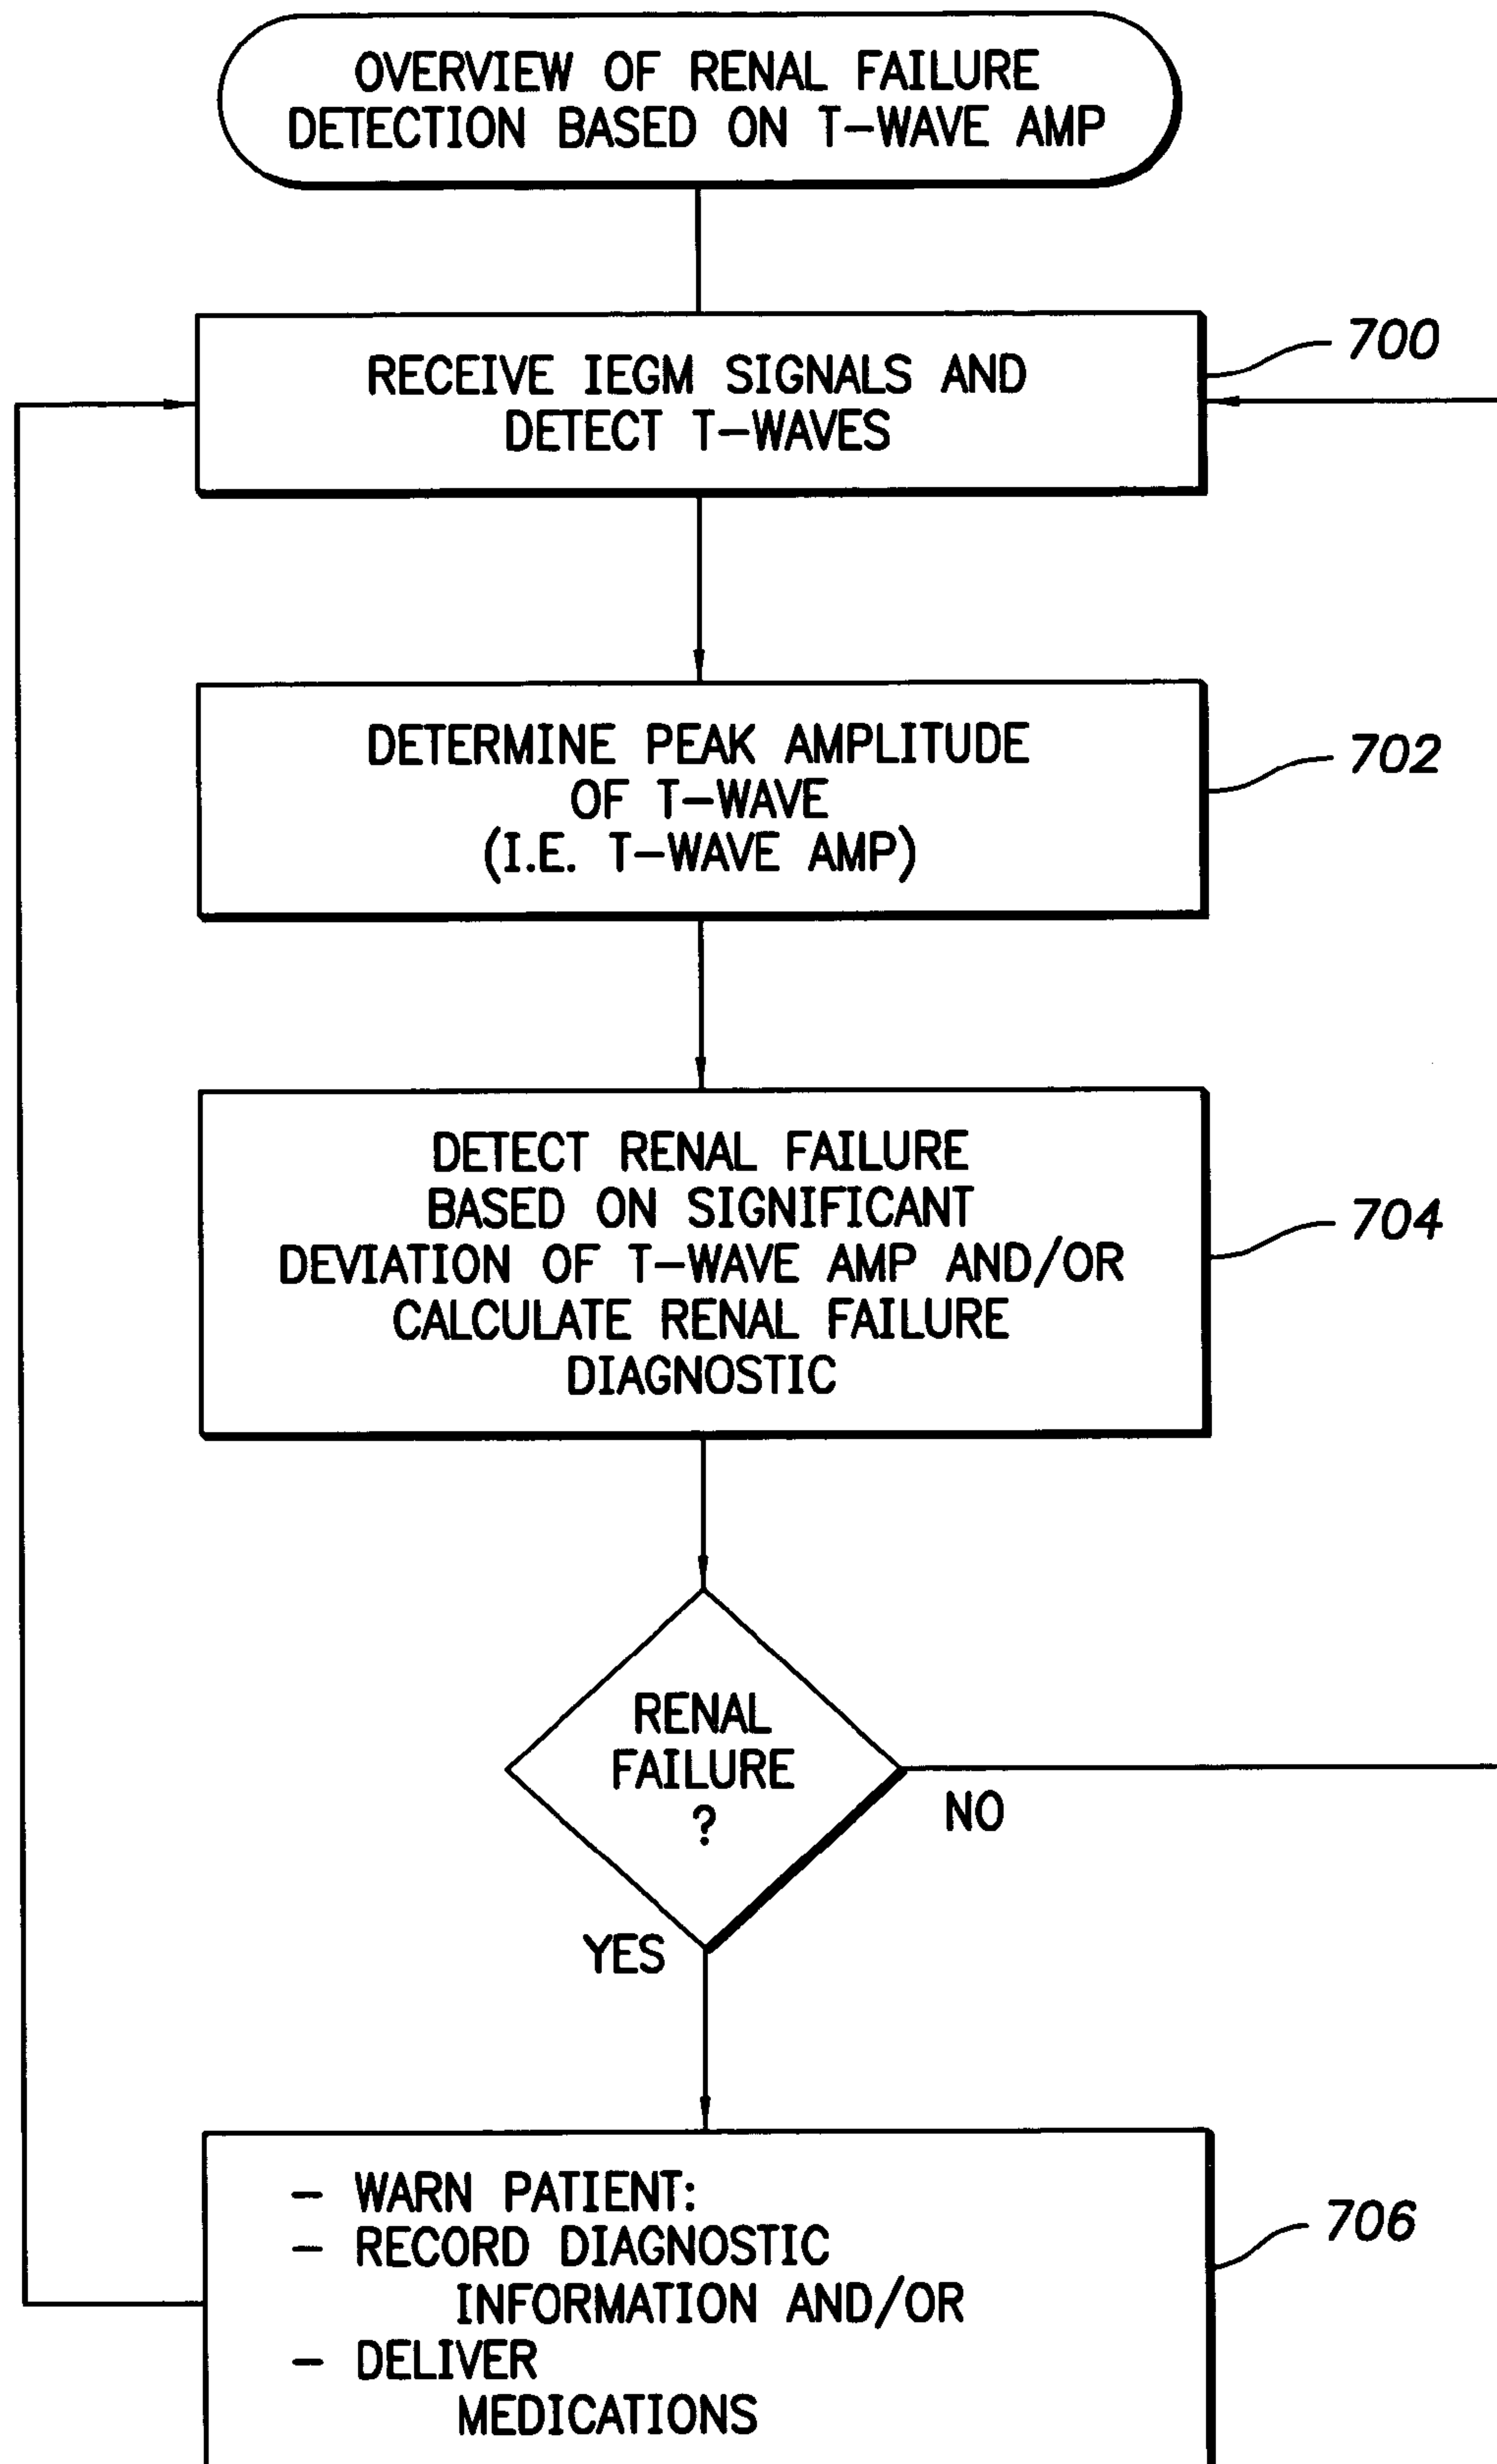 OVERVIEW OF RENAL FAILURE
DETECTION BASED ON T-WAVE AMP
RECEIVE IEGM SIGNALS AND
DETECT T-WAVES
700
DETERMINE PEAK AMPLITUDE
OF T-WAVE
(I.E. T-WAVE AMP)
702
DETECT RENAL FAILURE
BASED ON SIGNIFICANT
DEVIATION OF T-WAVE AMP AND/OR
CALCULATE RENAL FAILURE
DIAGNOSTIC
704
RENAL
FAILURE
?
NO
YES
- WARN PATIENT:
- RECORD DIAGNOSTIC
INFORMATION AND/OR
- DELIVER
MEDICATIONS
706